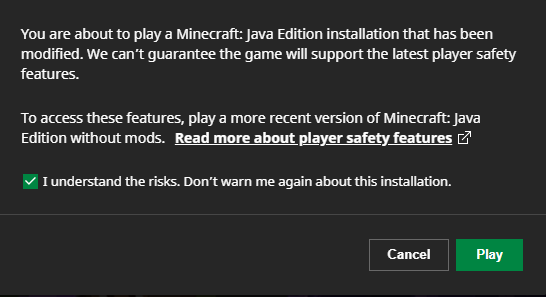 You are about to play a Minecraft: Java Edition installation that has been
modified. We can’t guarantee the game will support the latest player safety
features.
To access these features, play a more recent version of Minecraft: Java
Edition without mods. Read more about player safety features
I understand the risks. Don’t warn me again about this installation.
Cancel Play